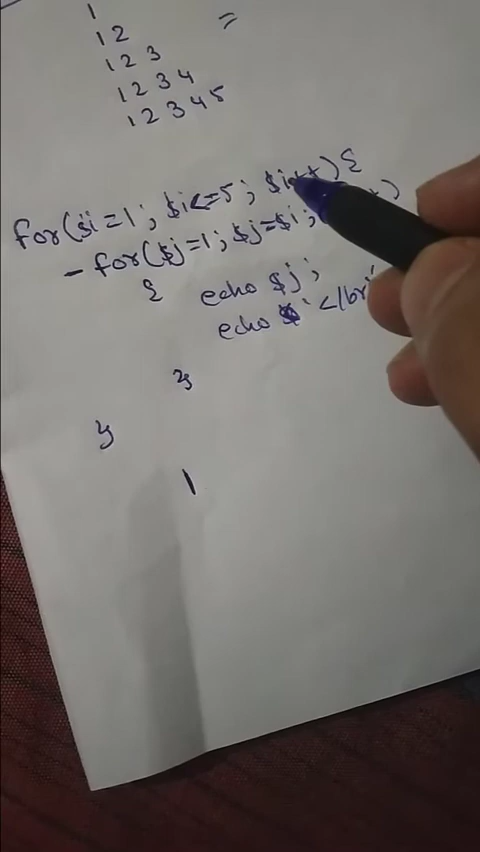 1 =
1 2
1 2 3
1 2 3 4
1 2 3 4 5
for($i=1; $i<=5; $i++) {
- for($j=1; $j=$i; )
{ echo $j;
echo </br
}
}
1